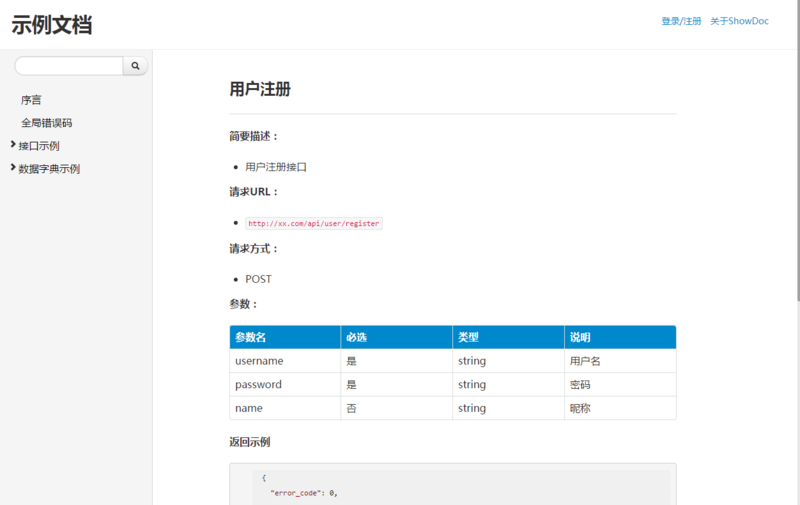 示例文档
登录/注册 关于ShowDoc
序言
全局错误码
接口示例
数据字典示例
用户注册
简要描述：
用户注册接口
请求URL：
http://xx.com/api/user/register
请求方式：
POST
参数：
参数名 必选 类型 说明
username 是 string 用户名
password 是 string 密码
name 否 string 昵称
返回示例
{
"error_code": 0,